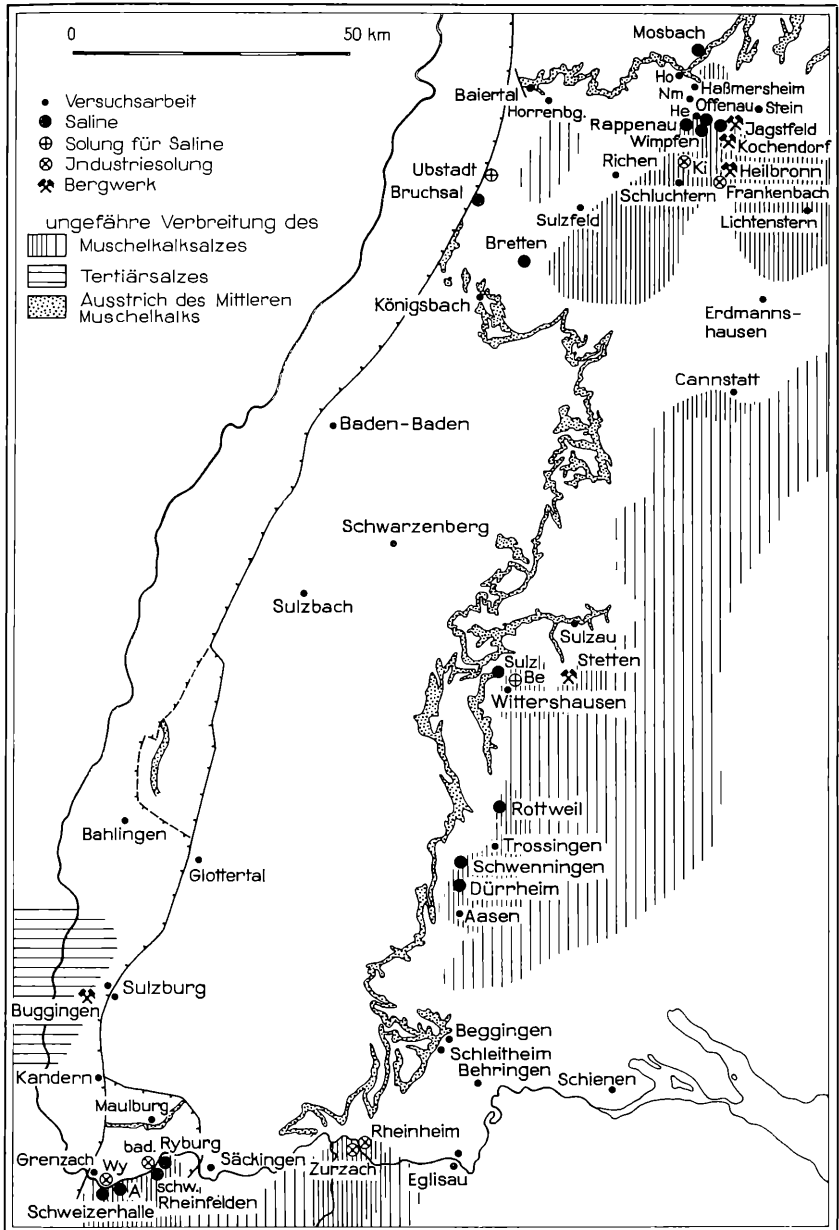 0 50 km
Versuchsarbeit
Saline
Solung für Saline
Jndustriesolung
Bergwerk
ungefähre Verbreitung des
Muschelkalksalzes
Tertiärsalzes
Ausstrich des Mittleren
Muschelkalks
Mosbach
Ho
Haßmersheim
Baiertal
Nm
Horrenbg.
He
Offenau
Stein
Rappenau
Jagstfeld
Wimpfen
Kochendorf
Ubstadt
Richen
Ki
Heilbronn
Bruchsal
Schluchtern
Frankenbach
Sulzfeld
Lichtenstern
Bretten
Königsbach
Erdmanns-
hausen
Cannstatt
Baden-Baden
Schwarzenberg
Sulzbach
Sulzau
Sulz
Stetten
Be
Wittershausen
Rottweil
Bahlingen
Trossingen
Glottertal
Schwenningen
Dürrheim
Aasen
Sulzburg
Buggingen
Beggingen
Schleitheim
Behringen
Kandern
Schienen
Maulburg
bad.
Ryburg
Rheinheim
Grenzach
Wy
Säckingen
Zurzach
A
schw.
Eglisau
Rheinfelden
Schweizerhalle